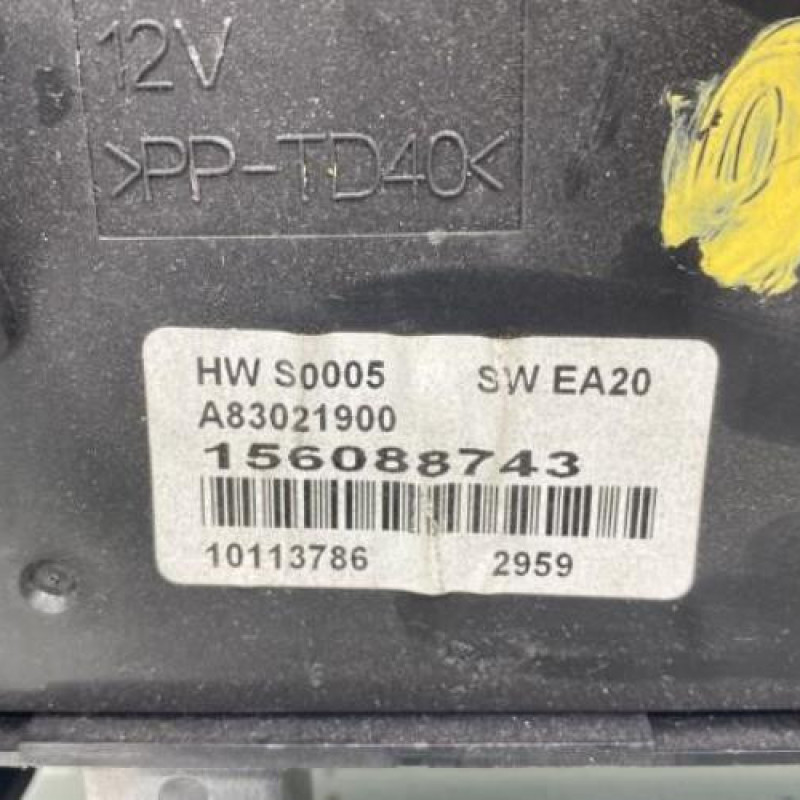 12V
>PP-TD40<
HW S0005 SW EA20
A83021900
156088743
10113786 2959